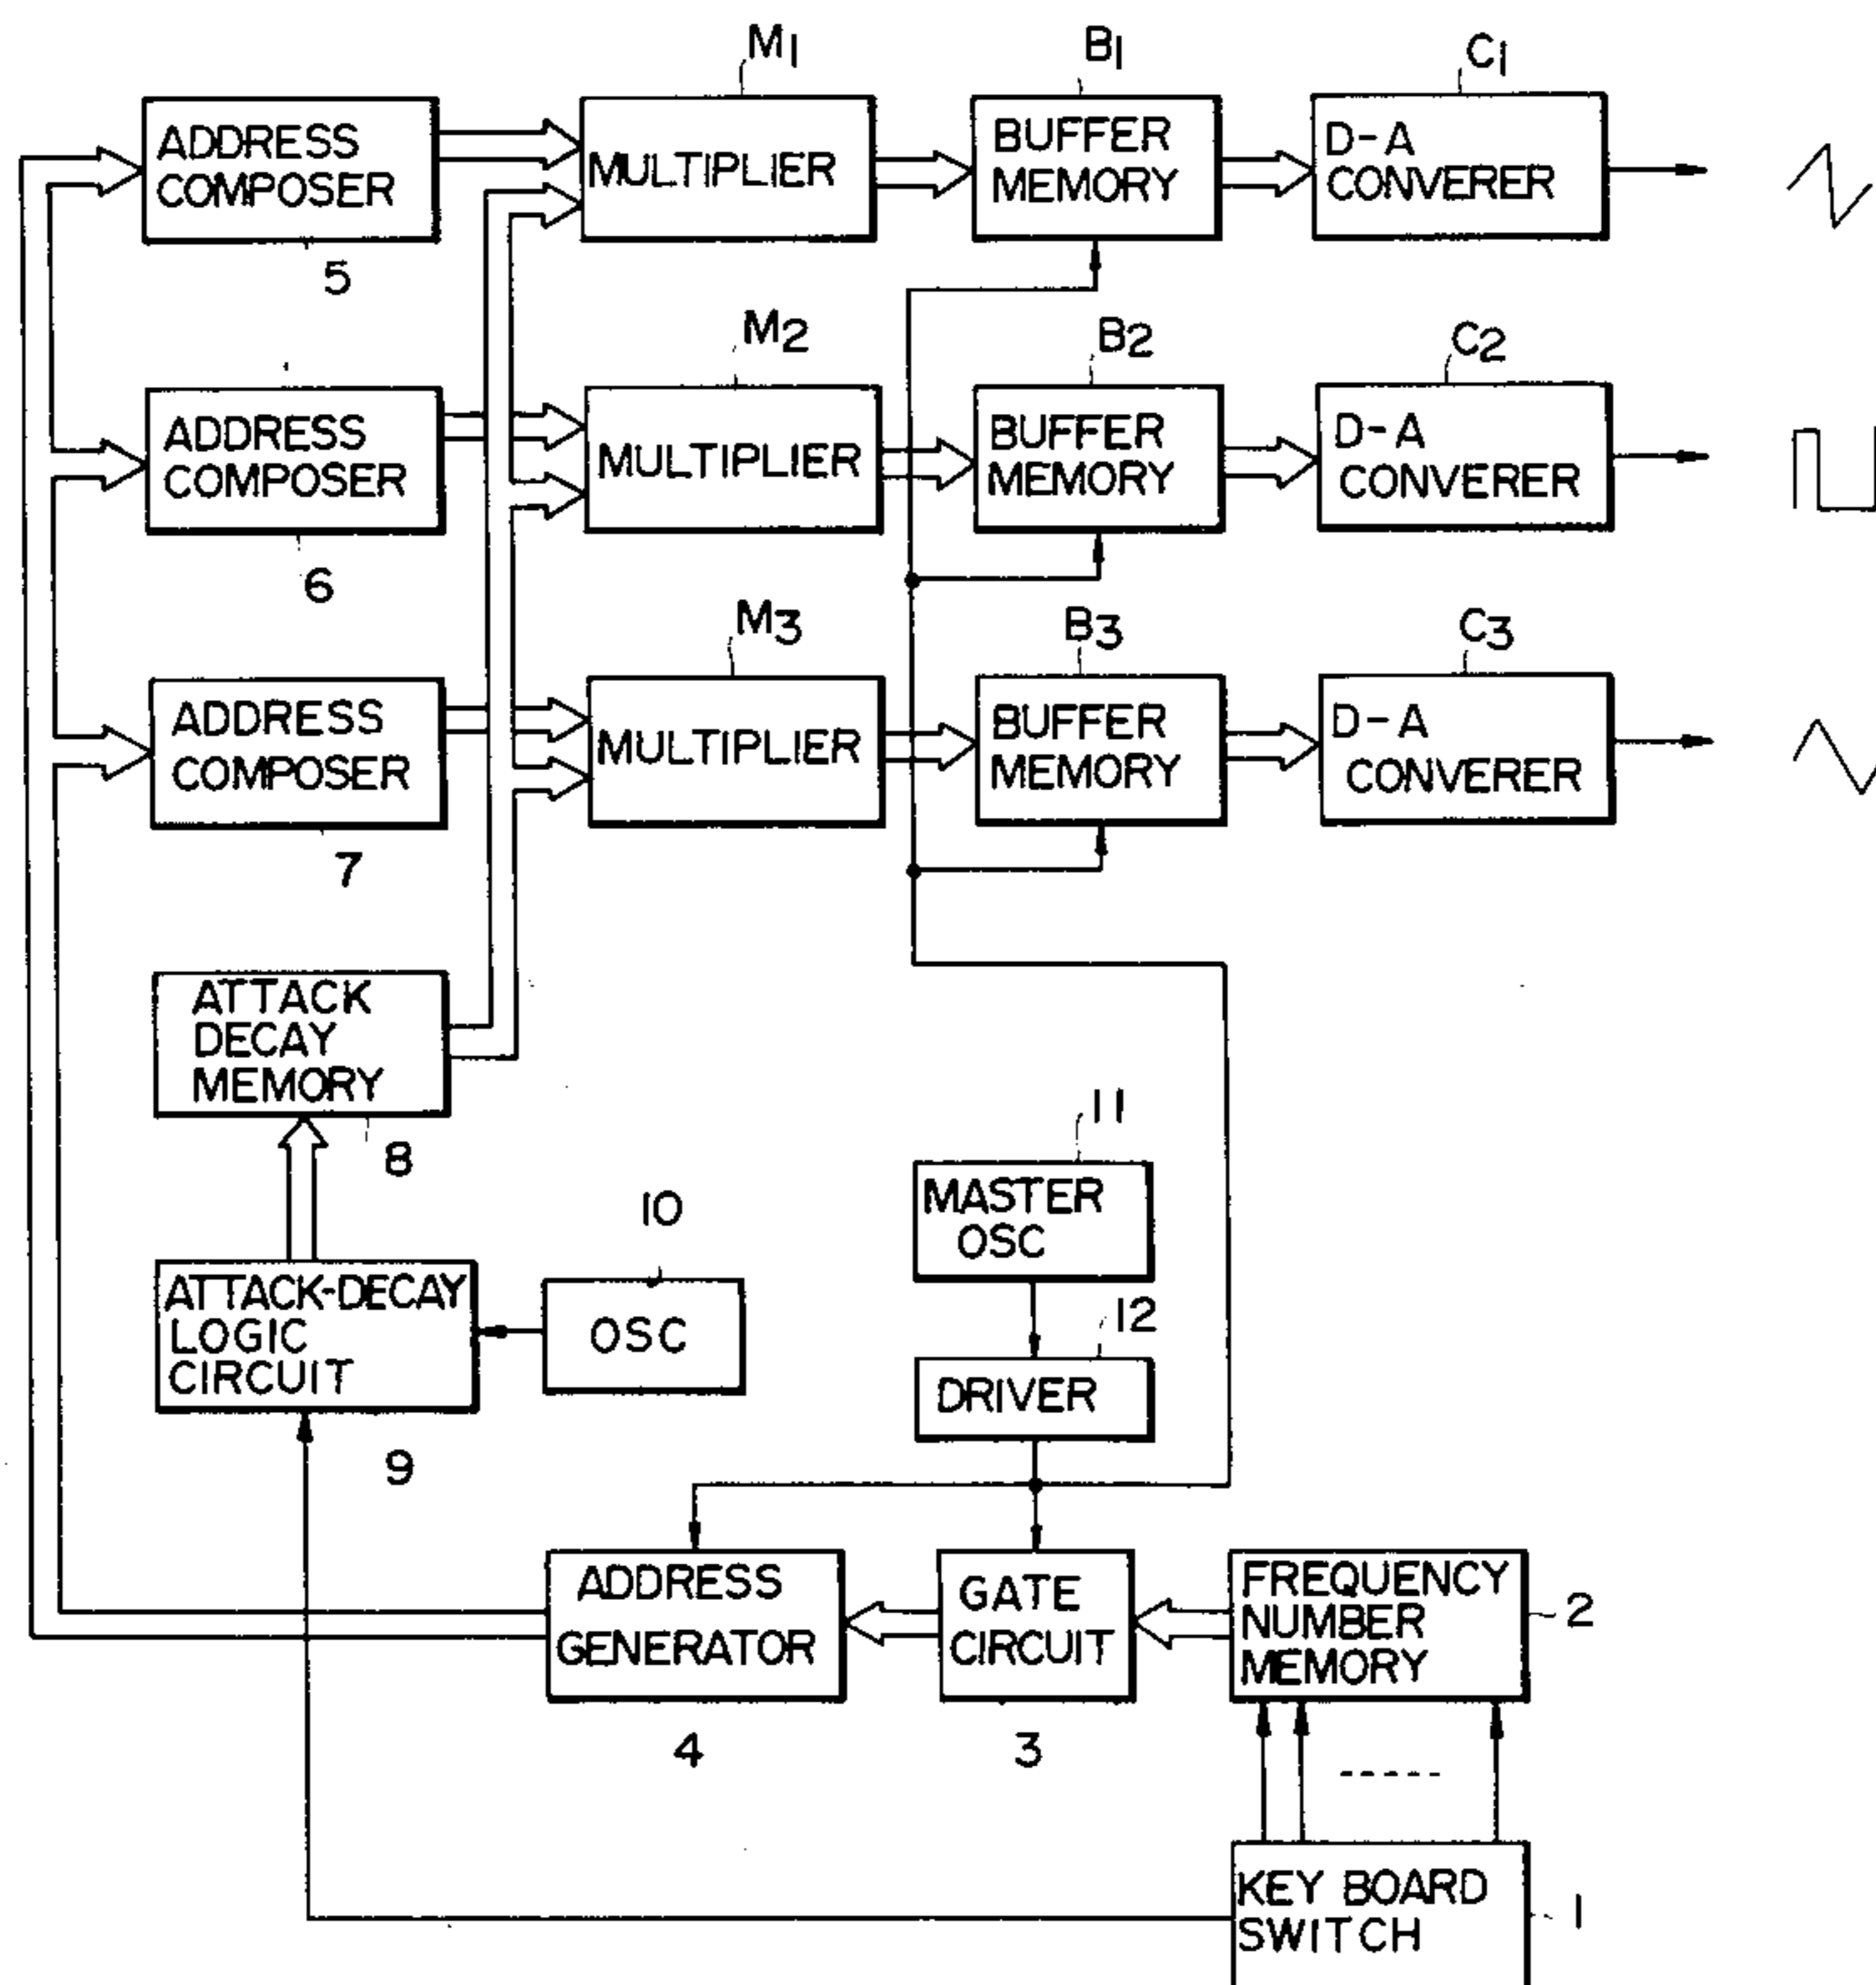 M1
B1
C1
ADDRESS
COMPOSER
MULTIPLIER
BUFFER
MEMORY
D-A
CONVERER
5
M2
B2
C2
ADDRESS
COMPOSER
MULTIPLIER
BUFFER
MEMORY
D-A
CONVERER
6
M3
B3
C3
ADDRESS
COMPOSER
MULTIPLIER
BUFFER
MEMORY
D-A
CONVERER
7
ATTACK
DECAY
MEMORY
8
11
MASTER
OSC
10
ATTACK-DECAY
LOGIC
CIRCUIT
OSC
12
DRIVER
9
ADDRESS
GENERATOR
GATE
CIRCUIT
FREQUENCY
NUMBER
MEMORY
2
4
3
KEY BOARD
SWITCH
1